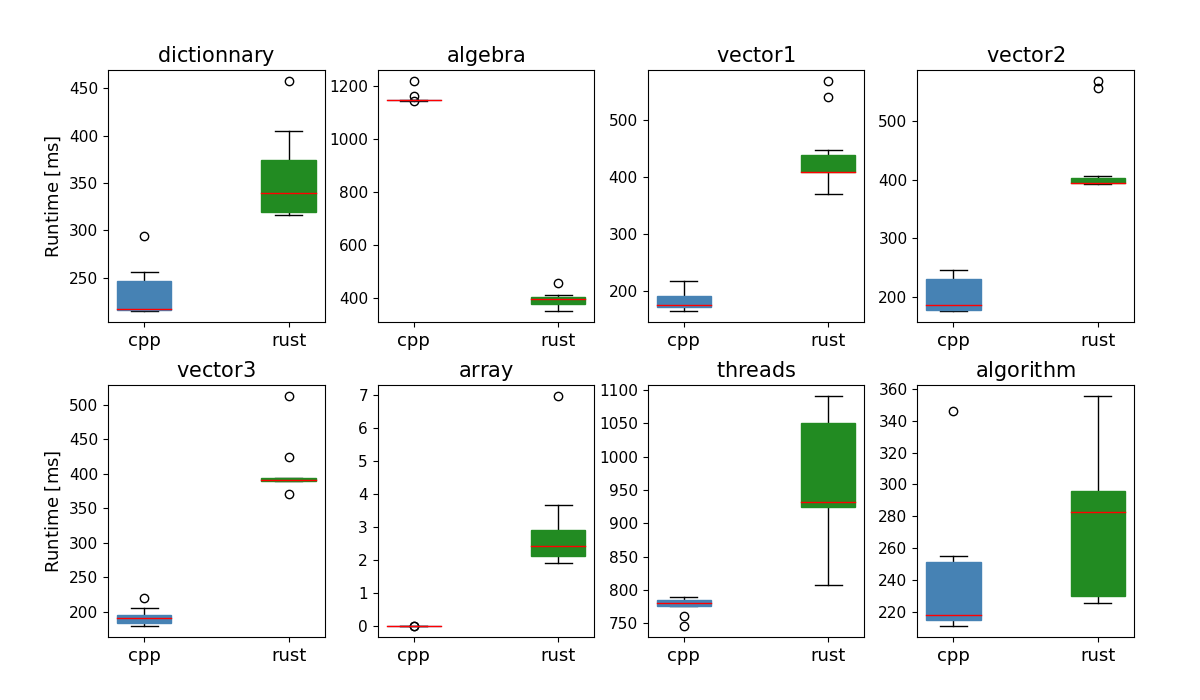 dictionnary
algebra
vector1
vector2
Runtime [ms]
450
400
350
300
250
cpp
rust
1200
1000
800
600
400
cpp
rust
500
400
300
200
cpp
rust
500
400
300
200
cpp
rust
vector3
array
threads
algorithm
Runtime [ms]
500
450
400
350
300
250
200
cpp
rust
7
6
5
4
3
2
1
0
cpp
rust
1100
1050
1000
950
900
850
800
750
cpp
rust
360
340
320
300
280
260
240
220
cpp
rust